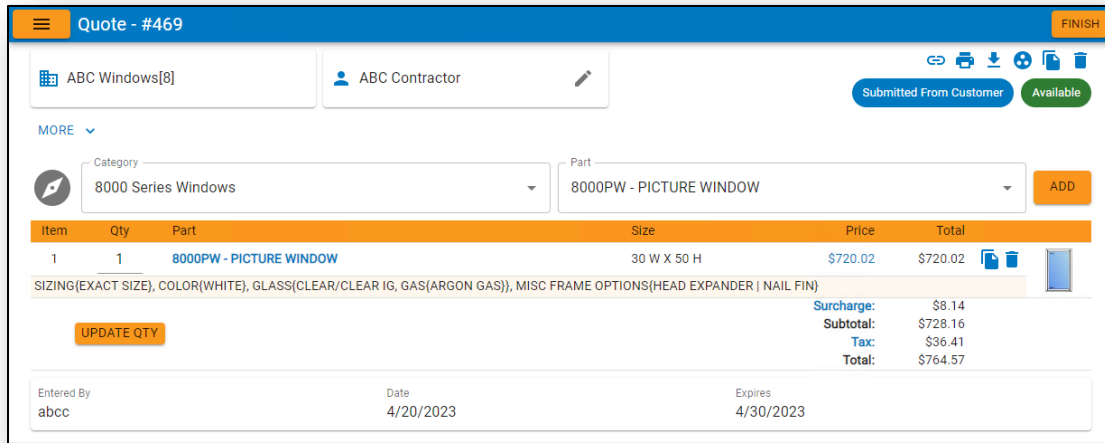 Quote - #469
FINISH
ABC Windows[8]
ABC Contractor
Submitted From Customer
Available
MORE
Category
8000 Series Windows
Part
8000PW - PICTURE WINDOW
ADD
Item Qty Part Size Price Total
1 1 8000PW - PICTURE WINDOW 30 W X 50 H $720.02 $720.02
SIZING{EXACT SIZE}, COLOR{WHITE}, GLASS{CLEAR/CLEAR IG, GAS{ARGON GAS}}, MISC FRAME OPTIONS{HEAD EXPANDER | NAIL FIN}
Surcharge: $8.14
Subtotal: $728.16
UPDATE QTY
Tax: $36.41
Total: $764.57
Entered By
abcc
Date
4/20/2023
Expires
4/30/2023